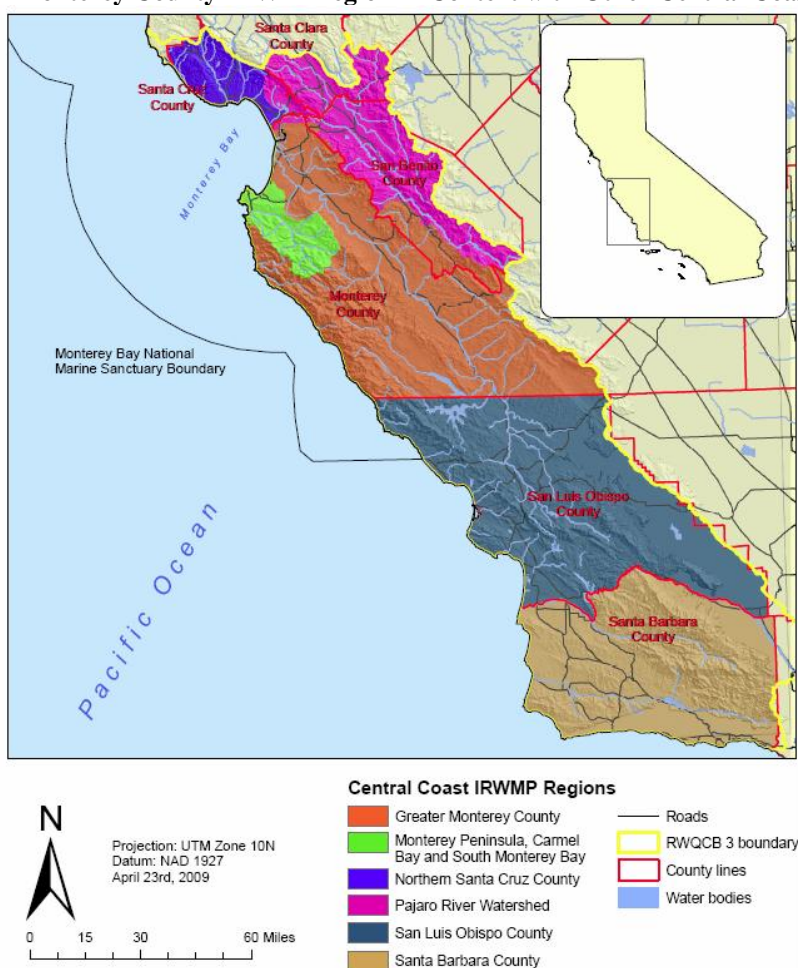 Santa Clara
County
Santa Cruz
County
Monterey Bay
San Benito
County
Monterey
County
Monterey Bay National
Marine Sanctuary Boundary
San Luis Obispo
County
Pacific Ocean
Santa Barbara
County
Central Coast IRWMP Regions
Greater Monterey County
Monterey Peninsula, Carmel
Bay and South Monterey Bay
Northern Santa Cruz County
Pajaro River Watershed
San Luis Obispo County
Santa Barbara County
Roads
RWQCB 3 boundary
County lines
Water bodies
N
Projection: UTM Zone 10N
Datum: NAD 1927
April 23rd, 2009
0 15 30 60 Miles